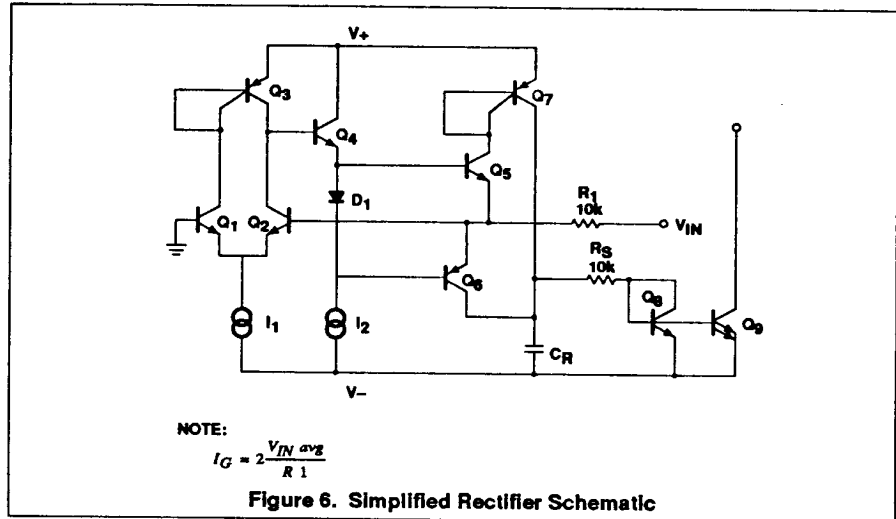 V+
Q3
Q7
Q4
Q5
D1
R1
10k
VIN
Q1
Q2
RS
10k
Q6
Q8
Q9
I1
I2
CR
V–
NOTE:
IG = 2 VIN avg / R 1
Figure 6. Simplified Rectifier Schematic